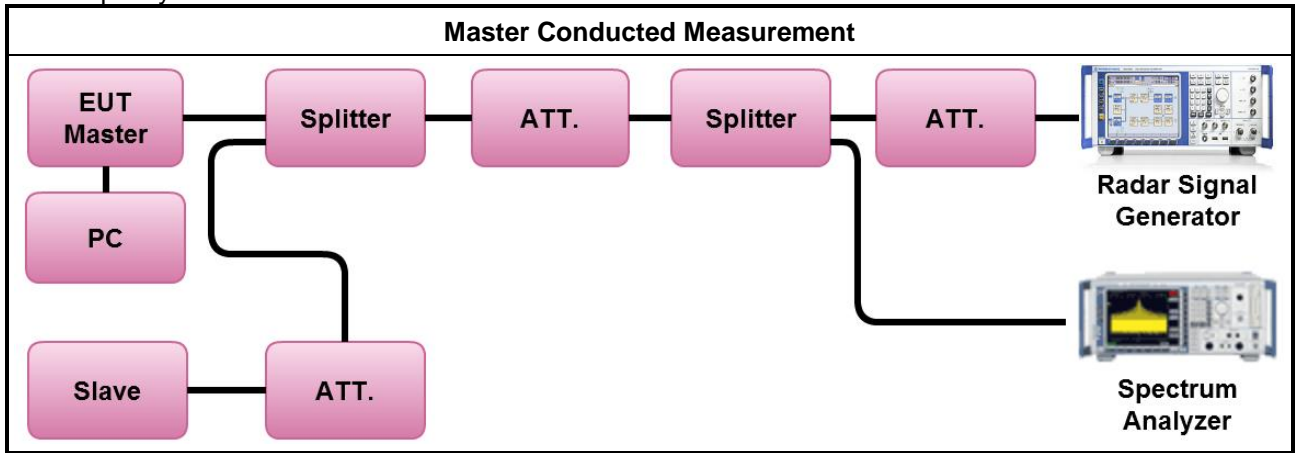 Master Conducted Measurement
EUT
Master
Splitter
ATT.
Splitter
ATT.
Radar Signal
Generator
PC
Slave
ATT.
Spectrum
Analyzer